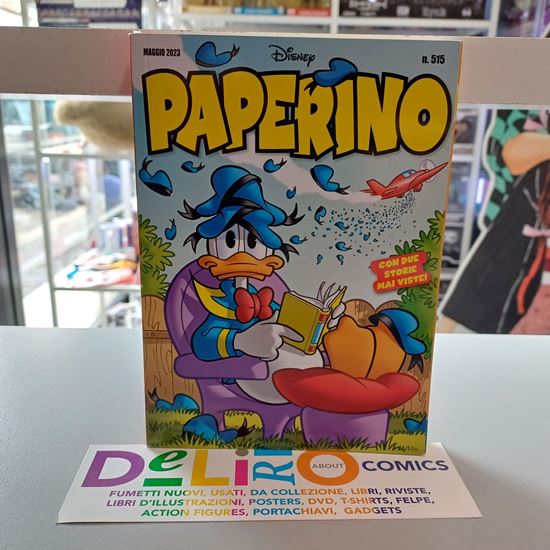 MAGGIO 2023
Disney
n. 515
PAPERINO
CON DUE
STORIE
MAI VISTE!
DeLiRiO ABOUT COMICS
FUMETTI NUOVI, USATI, DA COLLEZIONE, LIBRI, RIVISTE,
LIBRI D'ILLUSTRAZIONI, POSTERS, DVD, T-SHIRTS, FELPE,
ACTION FIGURES, PORTACHIAVI, GADGETS